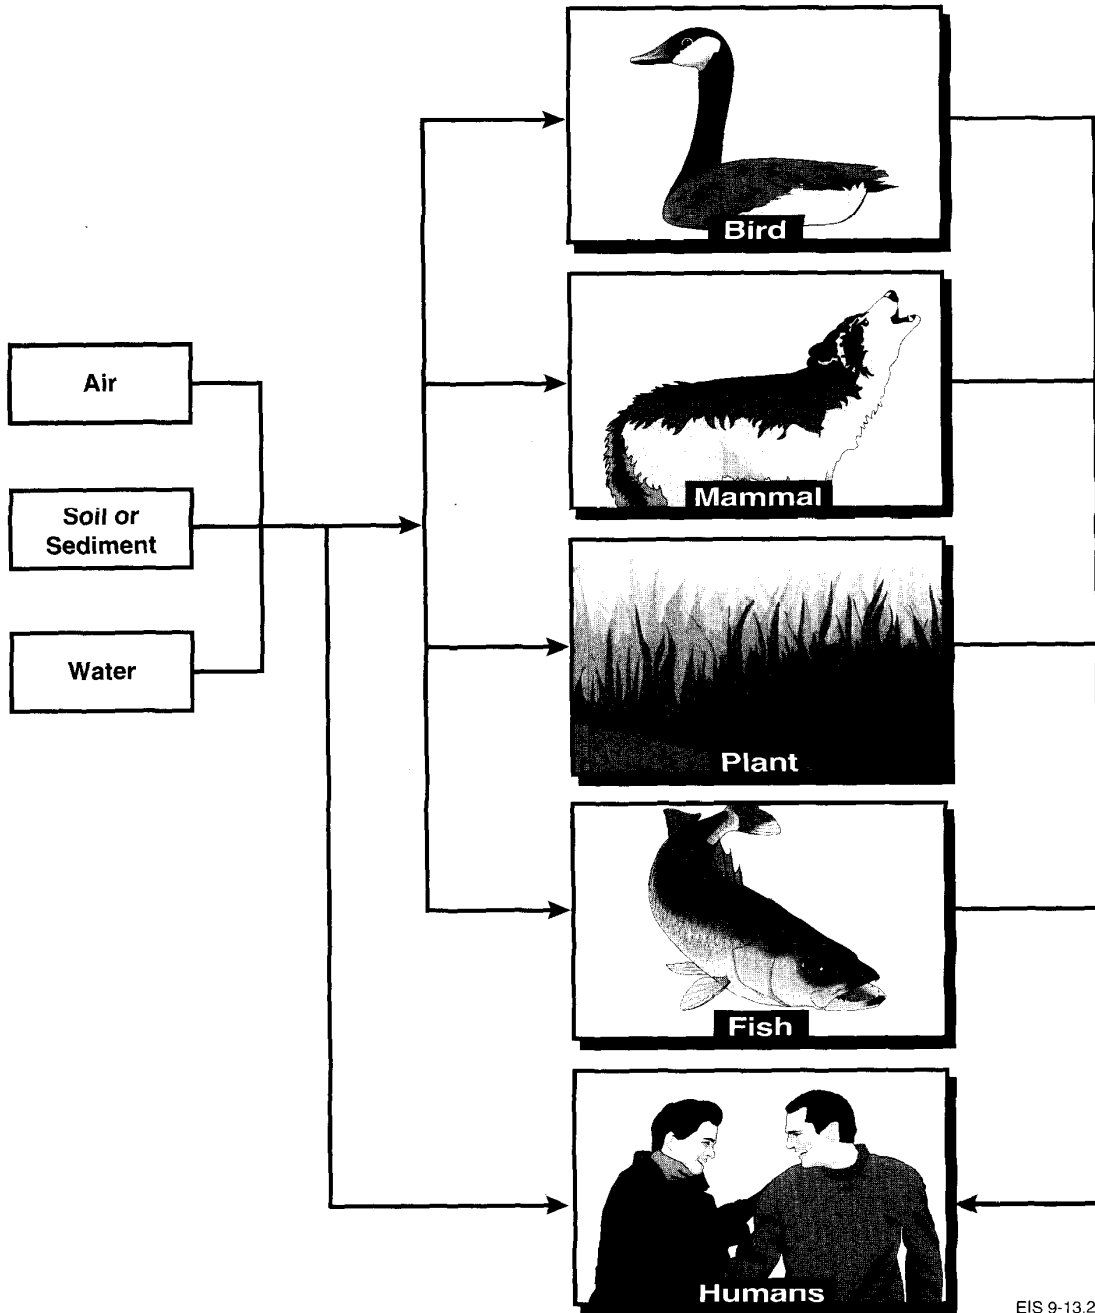 Bird
Air
Mammal
Soil or
Sediment
Water
Plant
Fish
Humans
EIS 9-13.2